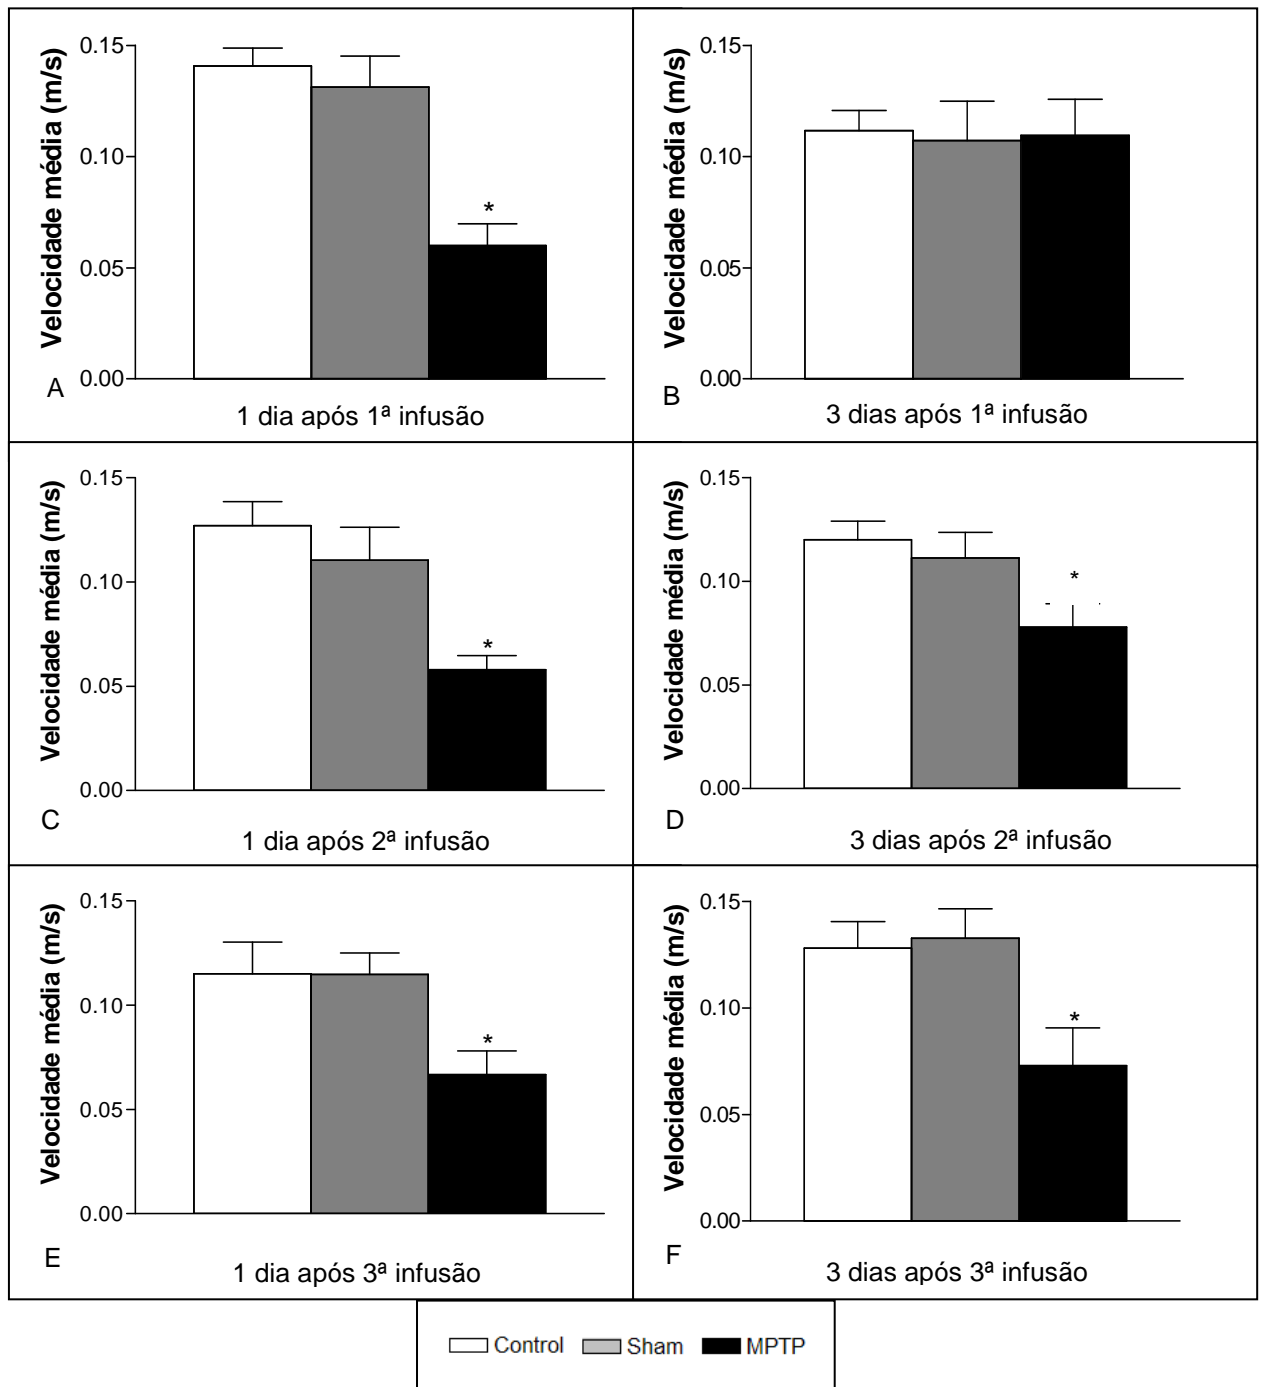 Velocidade média (m/s)
0.15
0.10
0.05
0.00
*
A
1 dia após 1ª infusão
Velocidade média (m/s)
0.15
0.10
0.05
0.00
B
3 dias após 1ª infusão
Velocidade média (m/s)
0.15
0.10
0.05
0.00
*
C
1 dia após 2ª infusão
Velocidade média (m/s)
0.15
0.10
0.05
0.00
*
D
3 dias após 2ª infusão
Velocidade média (m/s)
0.15
0.10
0.05
0.00
*
E
1 dia após 3ª infusão
Velocidade média (m/s)
0.15
0.10
0.05
0.00
*
F
3 dias após 3ª infusão
Control Sham MPTP